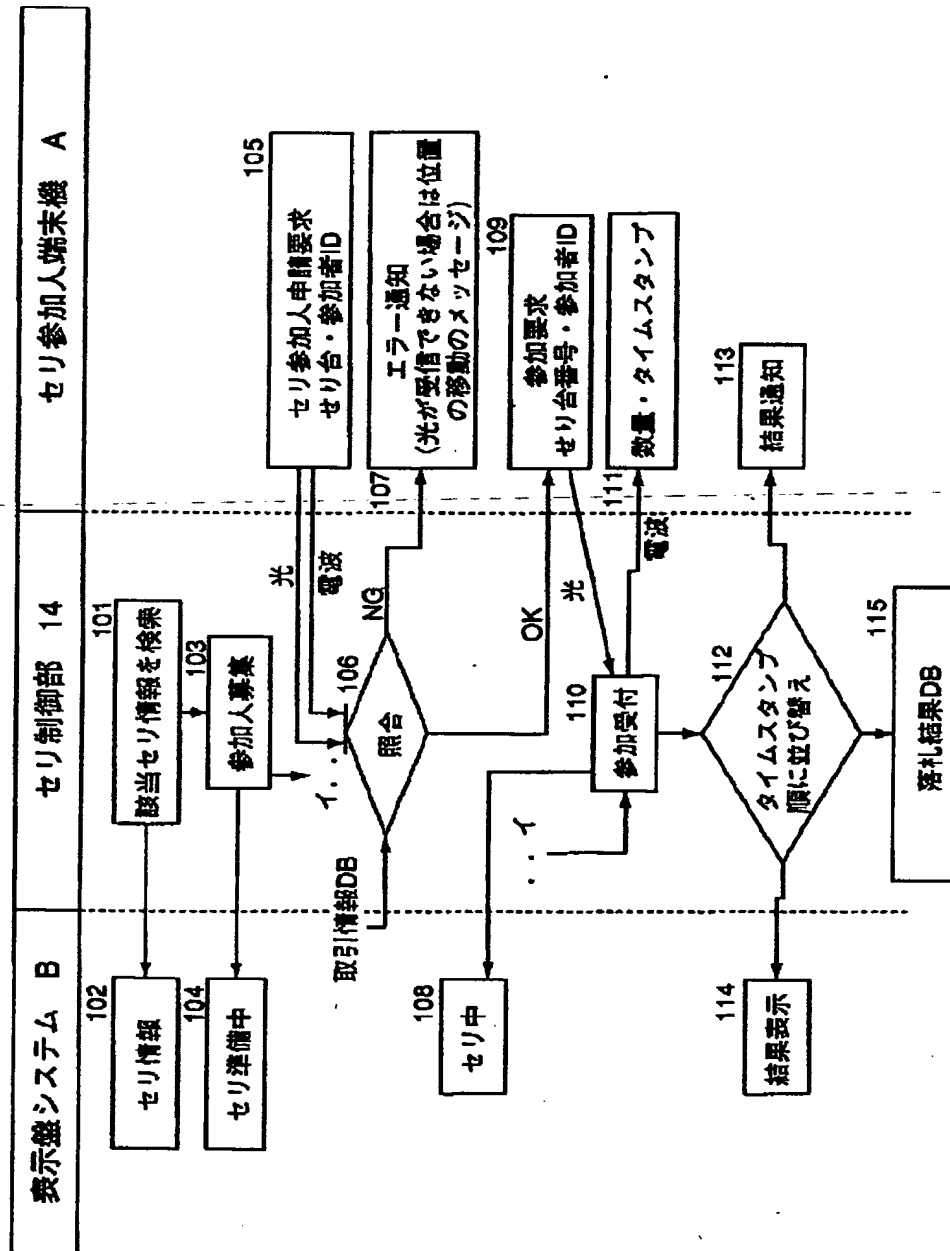 表示盤システム B
セリ制御部 14
セリ参加人端末機 A
101
該当セリ情報を検索
102
セリ情報
103
参加人募集
104
セリ準備中
イ..
105
セリ参加人申請要求
せり台・参加者ID
光
電波
106
照合
取引情報DB
NG
107
エラー通知
(光が受信できない場合は位置
の移動のメッセージ)
OK
109
参加要求
せり台番号・参加者ID
光
108
セリ中
110
参加受付
...イ
電波
111
数量・タイムスタンプ
112
タイムスタンプ
順に並び替え
113
結果通知
114
結果表示
115
落札結果DB